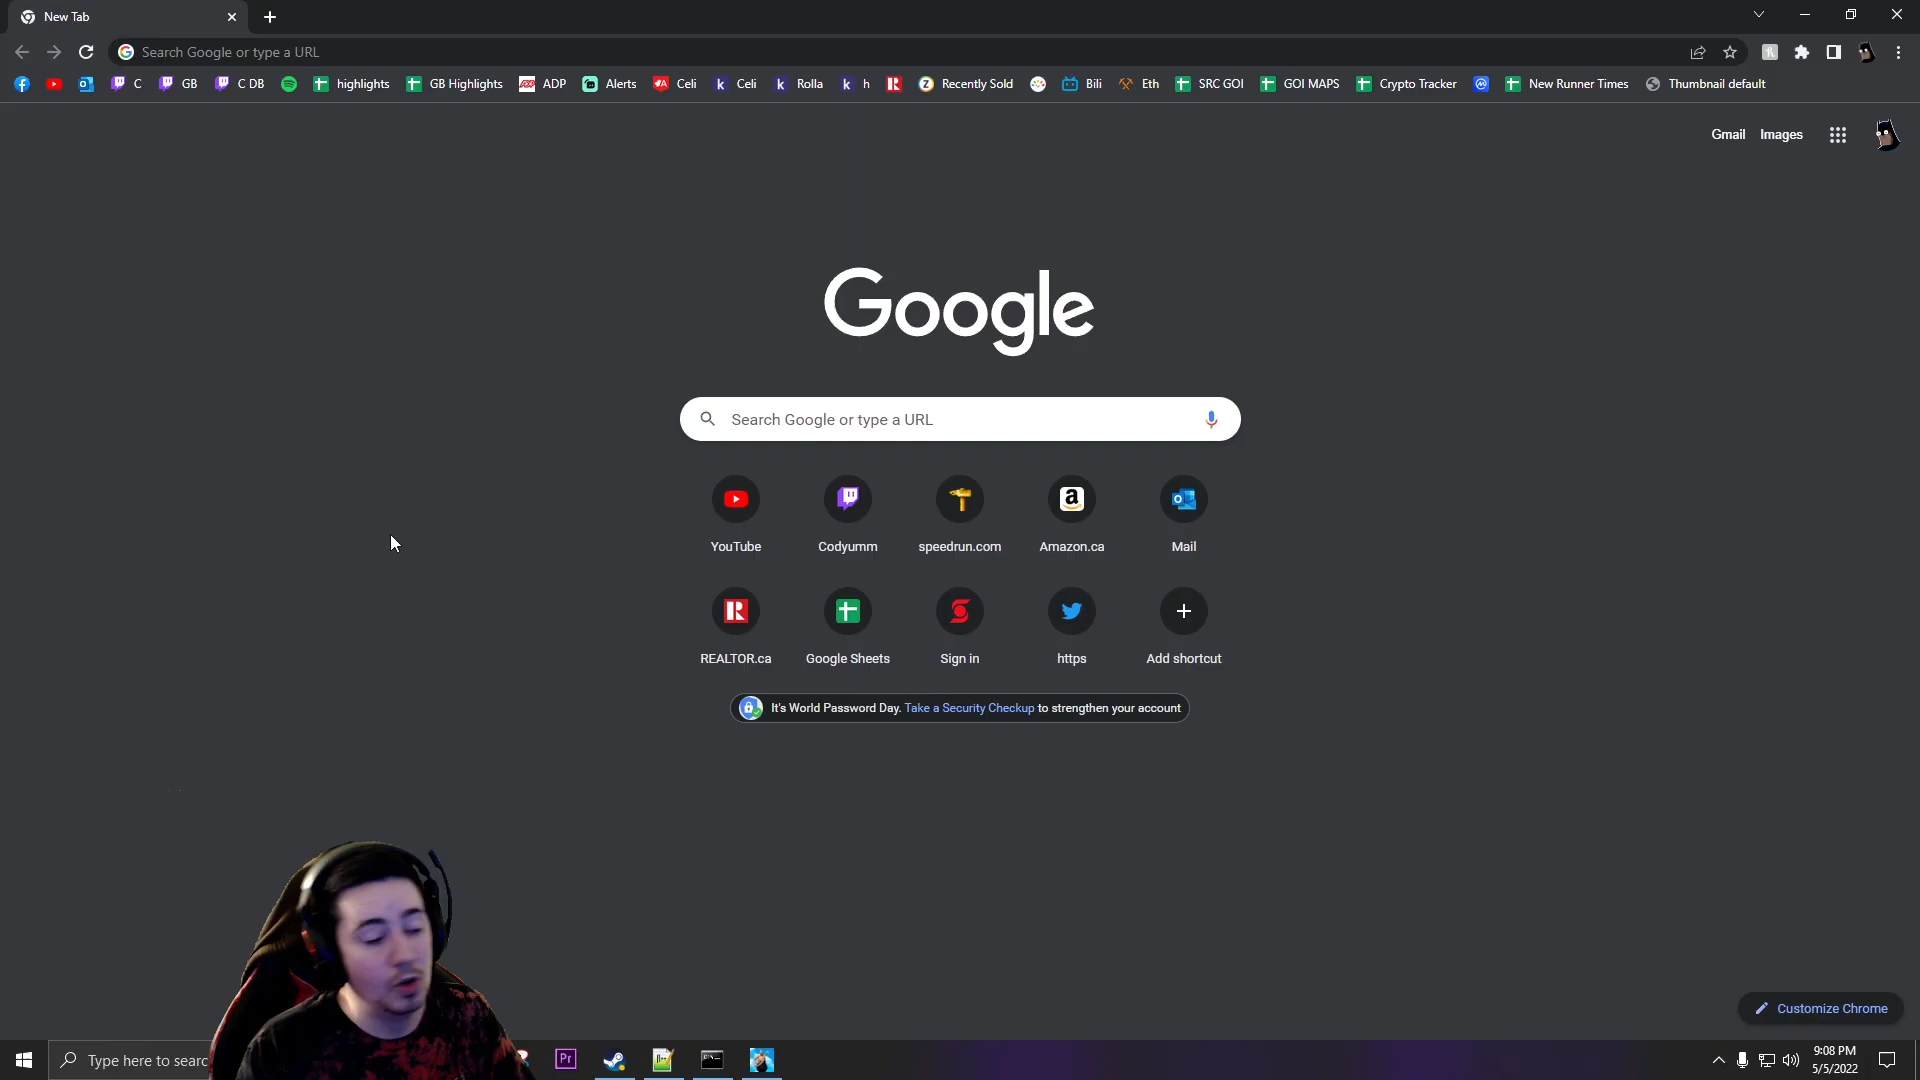 New Tab
Search Google or type a URL
C GB C DB highlights GB Highlights ADP Alerts Celi Celi Rolla h Recently Sold Bili Eth SRC GOI GOI MAPS Crypto Tracker New Runner Times Thumbnail default
Gmail Images
Google
Search Google or type a URL
YouTube Codyumm speedrun.com Amazon.ca Mail
REALTOR.ca Google Sheets Sign in https Add shortcut
It's World Password Day. Take a Security Checkup to strengthen your account
Customize Chrome
Type here to searc
Pr
9:08 PM
5/5/2022